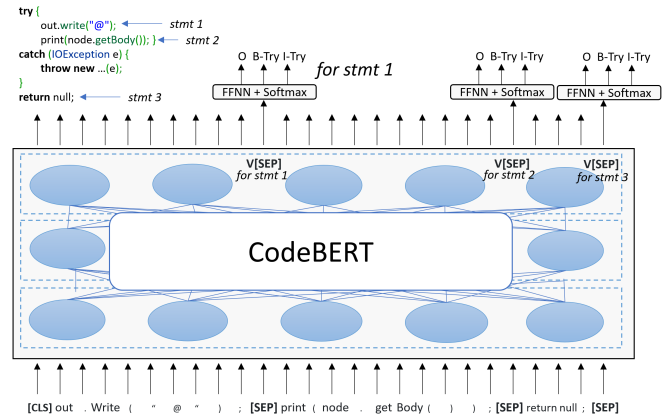 try {
out.write("@"); stmt 1
print(node.getBody()); } stmt 2
catch (IOException e) {
throw new ...(e);
}
return null; stmt 3
O B-Try I-Try
for stmt 1
O B-Try I-Try
O B-Try I-Try
FFNN + Softmax
FFNN + Softmax
FFNN + Softmax
V[SEP]
for stmt 1
V[SEP]
for stmt 2
V[SEP]
for stmt 3
CodeBERT
[CLS] out . Write ( " @ " ) ; [SEP] print ( node . get Body ( ) ) ; [SEP] return null ; [SEP]